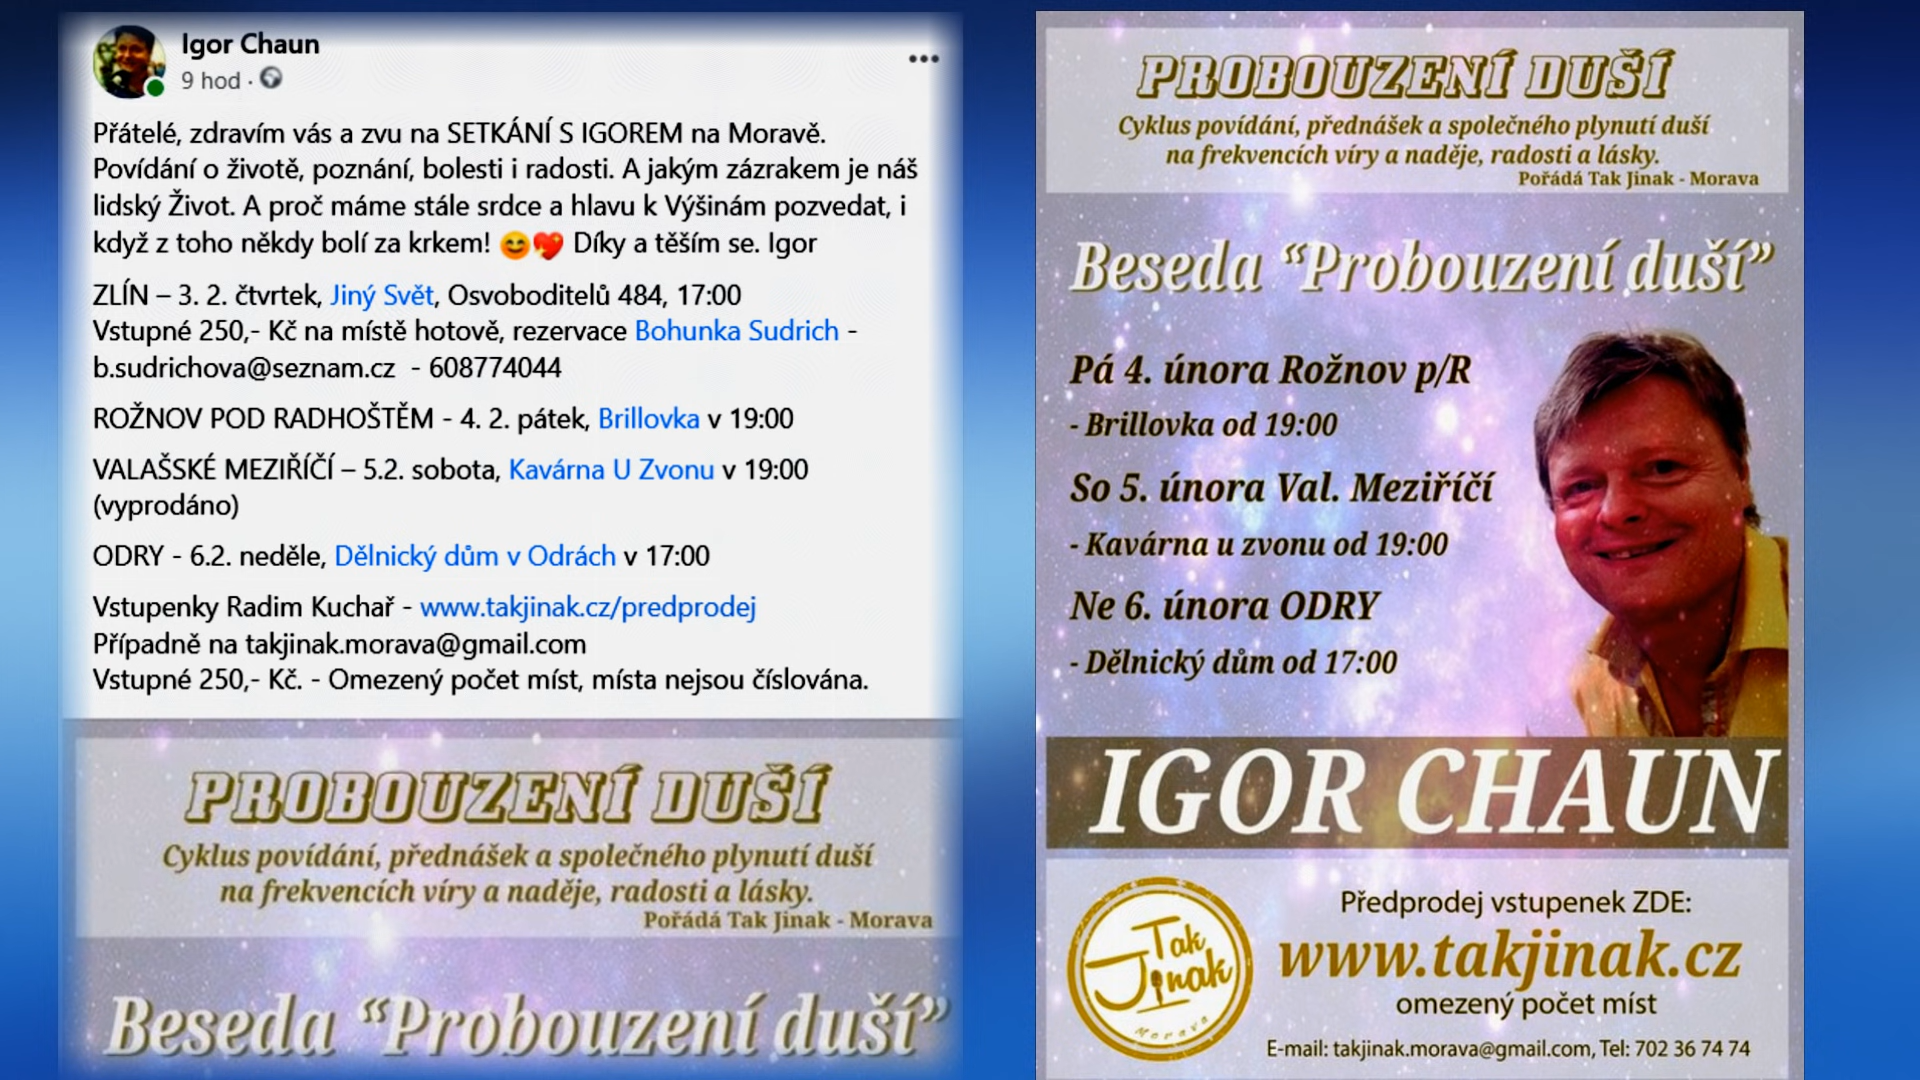 Igor Chaun
9 hod ·
Přátelé, zdravím vás a zvu na SETKÁNÍ S IGOREM na Moravě.
Povídání o životě, poznání, bolesti i radosti. A jakým zázrakem je náš
lidský Život. A proč máme stále srdce a hlavu k Výšinám pozvedat, i
když z toho někdy bolí za krkem! 😊💖 Díky a těším se. Igor
ZLÍN – 3. 2. čtvrtek, Jiný Svět, Osvoboditelů 484, 17:00
Vstupné 250,- Kč na místě hotově, rezervace Bohunka Sudrich -
b.sudrichova@seznam.cz - 608774044
ROŽNOV POD RADHOŠTĚM - 4. 2. pátek, Brillovka v 19:00
VALAŠSKÉ MEZIŘÍČÍ – 5.2. sobota, Kavárna U Zvonu v 19:00
(vyprodáno)
ODRY - 6.2. neděle, Dělnický dům v Odrách v 17:00
Vstupenky Radim Kuchař - www.takjinak.cz/predprodej
Případně na takjinak.morava@gmail.com
Vstupné 250,- Kč. - Omezený počet míst, místa nejsou číslována.
PROBOUZENÍ DUŠÍ
Cyklus povídání, přednášek a společného plynutí duší
na frekvencích víry a naděje, radosti a lásky.
Pořádá Tak Jinak - Morava
Beseda “Probouzení duší”
PROBOUZENÍ DUŠÍ
Cyklus povídání, přednášek a společného plynutí duší
na frekvencích víry a naděje, radosti a lásky.
Pořádá Tak Jinak - Morava
Beseda “Probouzení duší”
Pá 4. února Rožnov p/R
- Brillovka od 19:00
So 5. února Val. Meziříčí
- Kavárna u zvonu od 19:00
Ne 6. února ODRY
- Dělnický dům od 17:00
IGOR CHAUN
Tak
Jinak
Morava
Předprodej vstupenek ZDE:
www.takjinak.cz
omezený počet míst
E-mail: takjinak.morava@gmail.com, Tel: 702 36 74 74